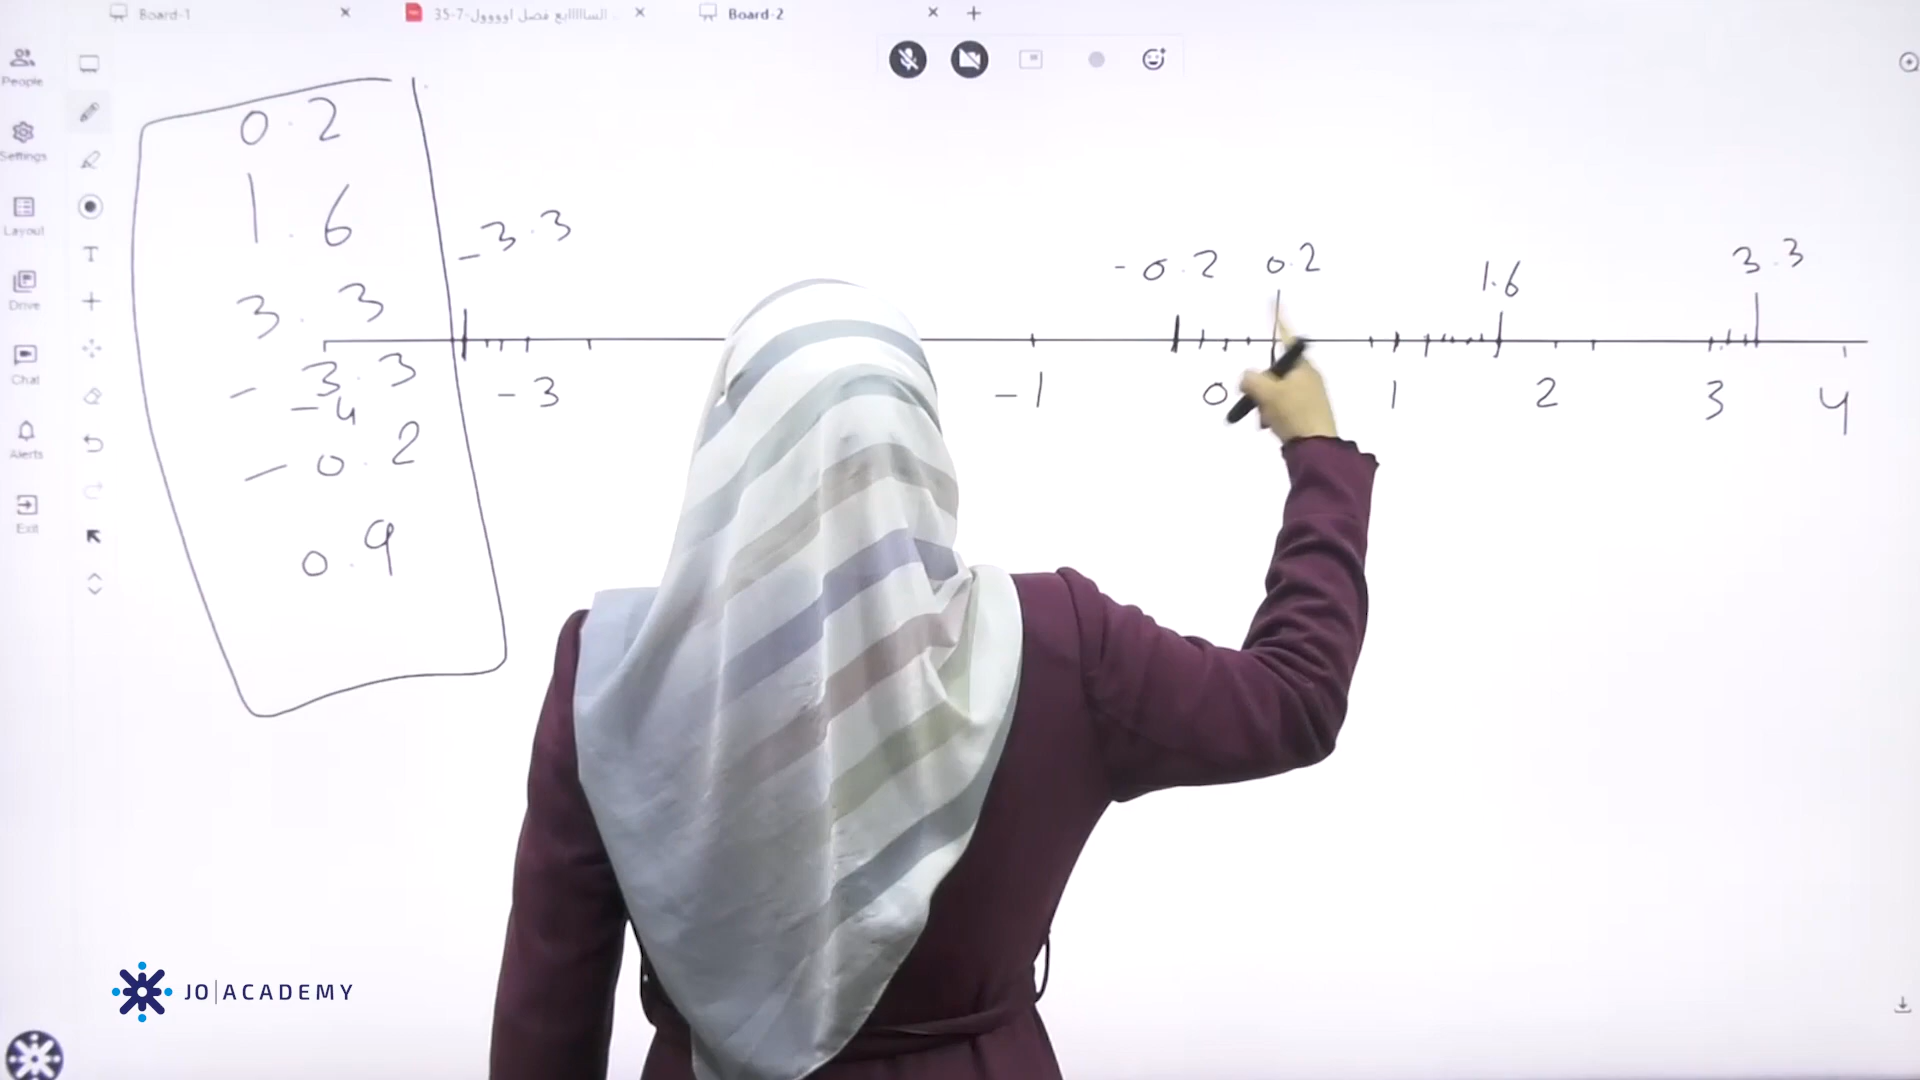 Board-1
35-7-الساااااابع فصل اوووول
Board-2
People
Settings
Layout
Drive
Chat
Alerts
Exit
T
0.2
1.6
3.3
-3.3
-4
-0.2
0.9
-3.3
-0.2 0.2 1.6 3.3
-3 -1 0 1 2 3 4
JO|ACADEMY